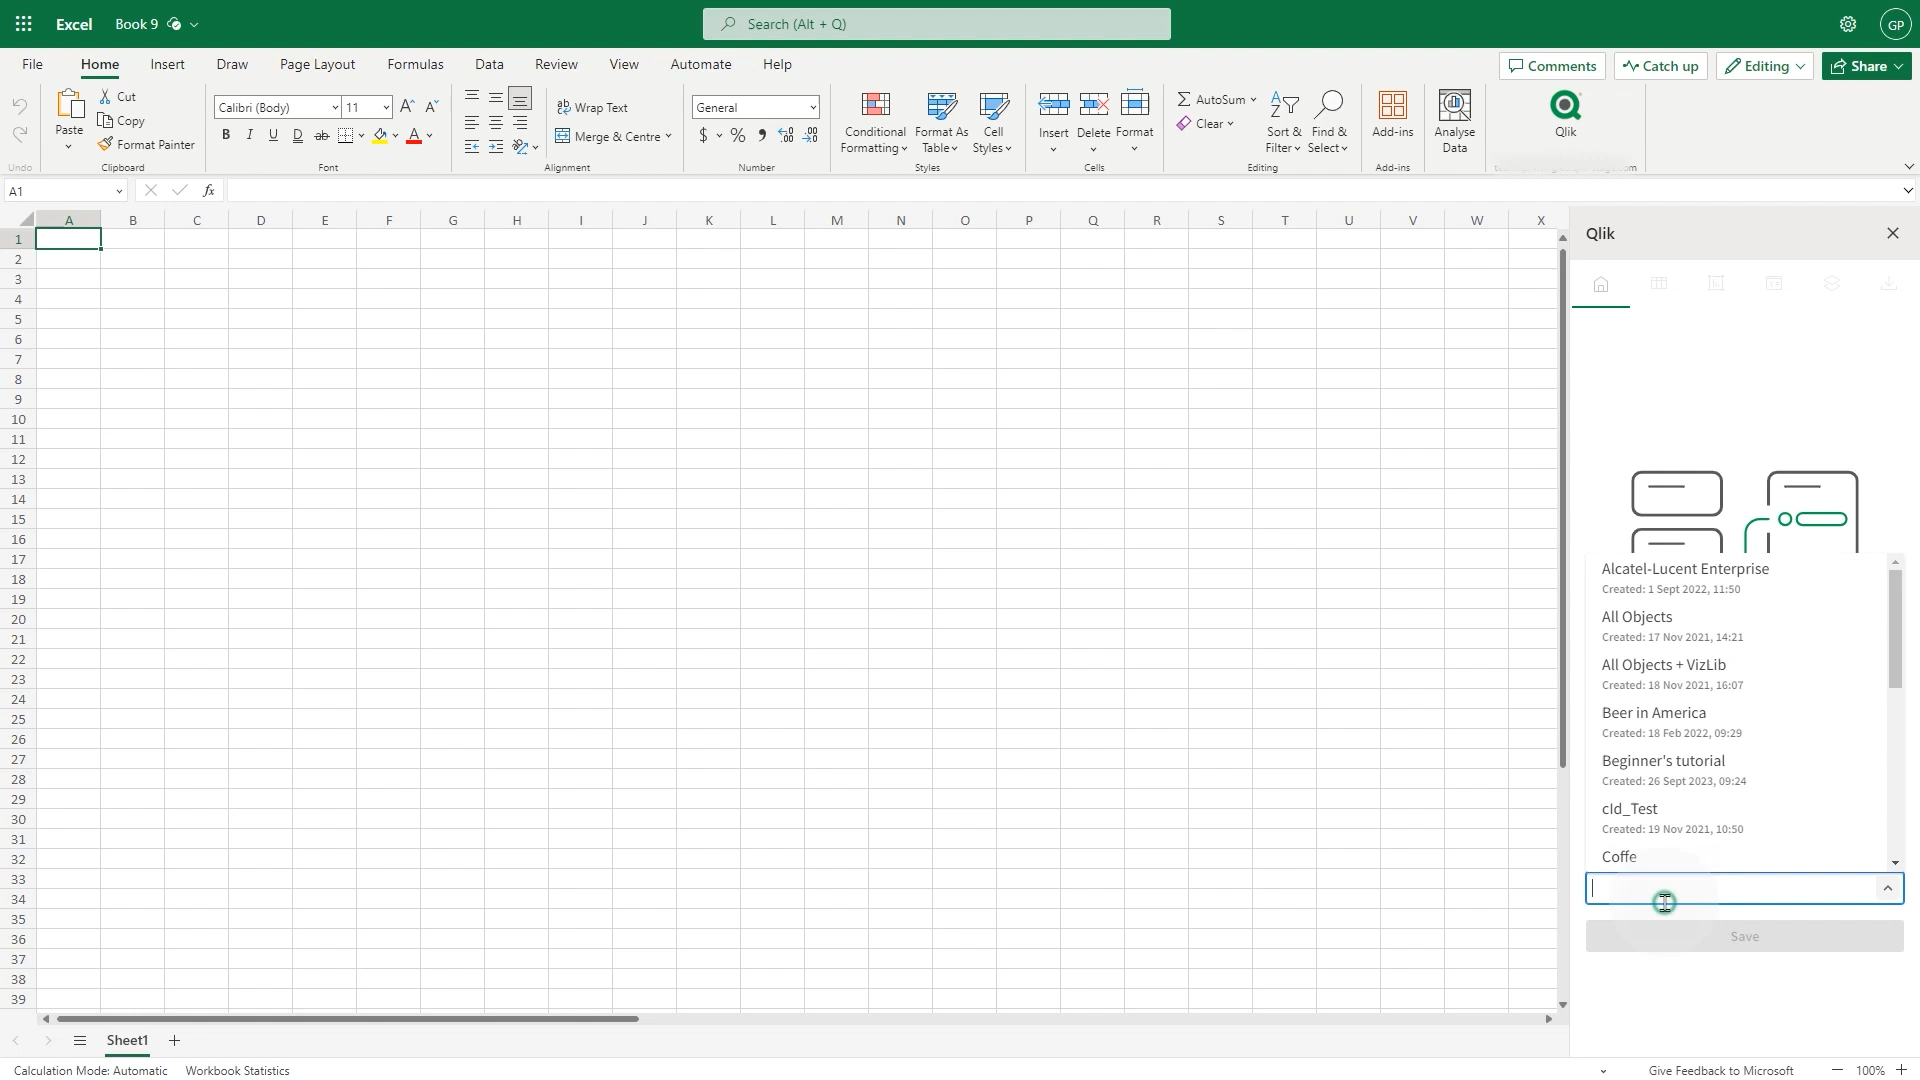 Excel Book 9 Search (Alt + Q) GP
File Home Insert Draw Page Layout Formulas Data Review View Automate Help Comments Catch up Editing Share
Cut
Copy
Format Painter
Paste
Calibri (Body) 11
B I U D ab A
Wrap Text
Merge & Centre
General
$ % 9
Conditional
Formatting
Format As
Table
Cell
Styles
Insert Delete Format
AutoSum
Clear
Sort &
Filter
Find &
Select
Add-ins
Analyse
Data
Qlik
Undo Clipboard Font Alignment Number Styles Cells Editing Add-ins
A1 fx
A B C D E F G H I J K L M N O P Q R S T U V W X
1
2
3
4
5
6
7
8
9
10
11
12
13
14
15
16
17
18
19
20
21
22
23
24
25
26
27
28
29
30
31
32
33
34
35
36
37
38
39
Qlik
Alcatel-Lucent Enterprise
Created: 1 Sept 2022, 11:50
All Objects
Created: 17 Nov 2021, 14:21
All Objects + VizLib
Created: 18 Nov 2021, 16:07
Beer in America
Created: 18 Feb 2022, 09:29
Beginner's tutorial
Created: 26 Sept 2023, 09:24
cId_Test
Created: 19 Nov 2021, 10:50
Coffe
Save
Sheet1
Calculation Mode: Automatic Workbook Statistics Give Feedback to Microsoft 100%